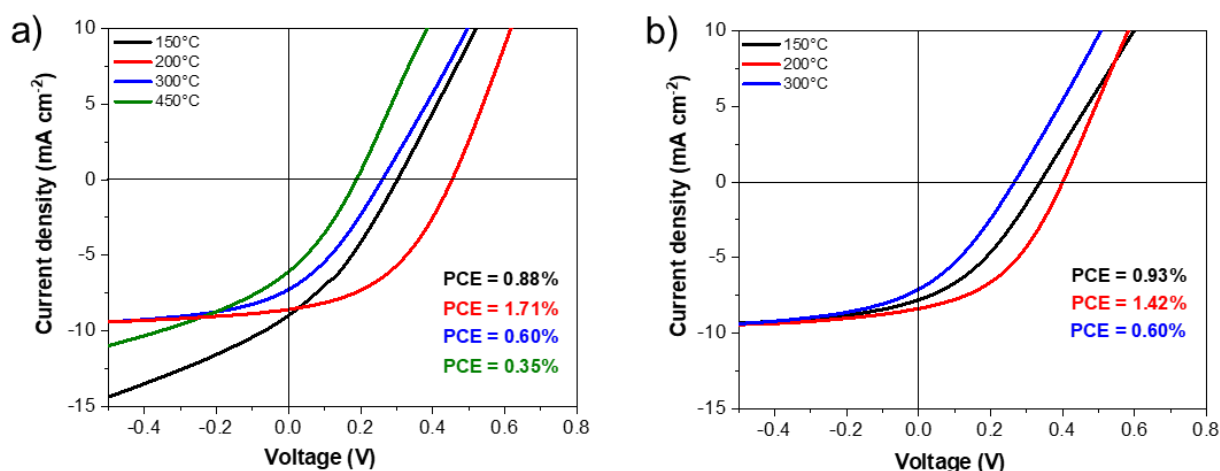 a)
150°C
200°C
300°C
450°C
PCE = 0.88%
PCE = 1.71%
PCE = 0.60%
PCE = 0.35%
10
5
0
-5
-10
-15
-0.4
-0.2
0.0
0.2
0.4
0.6
0.8
Current density (mA cm-2)
Voltage (V)
b)
150°C
200°C
300°C
PCE = 0.93%
PCE = 1.42%
PCE = 0.60%
10
5
0
-5
-10
-15
-0.4
-0.2
0.0
0.2
0.4
0.6
0.8
Current density (mA cm-2)
Voltage (V)